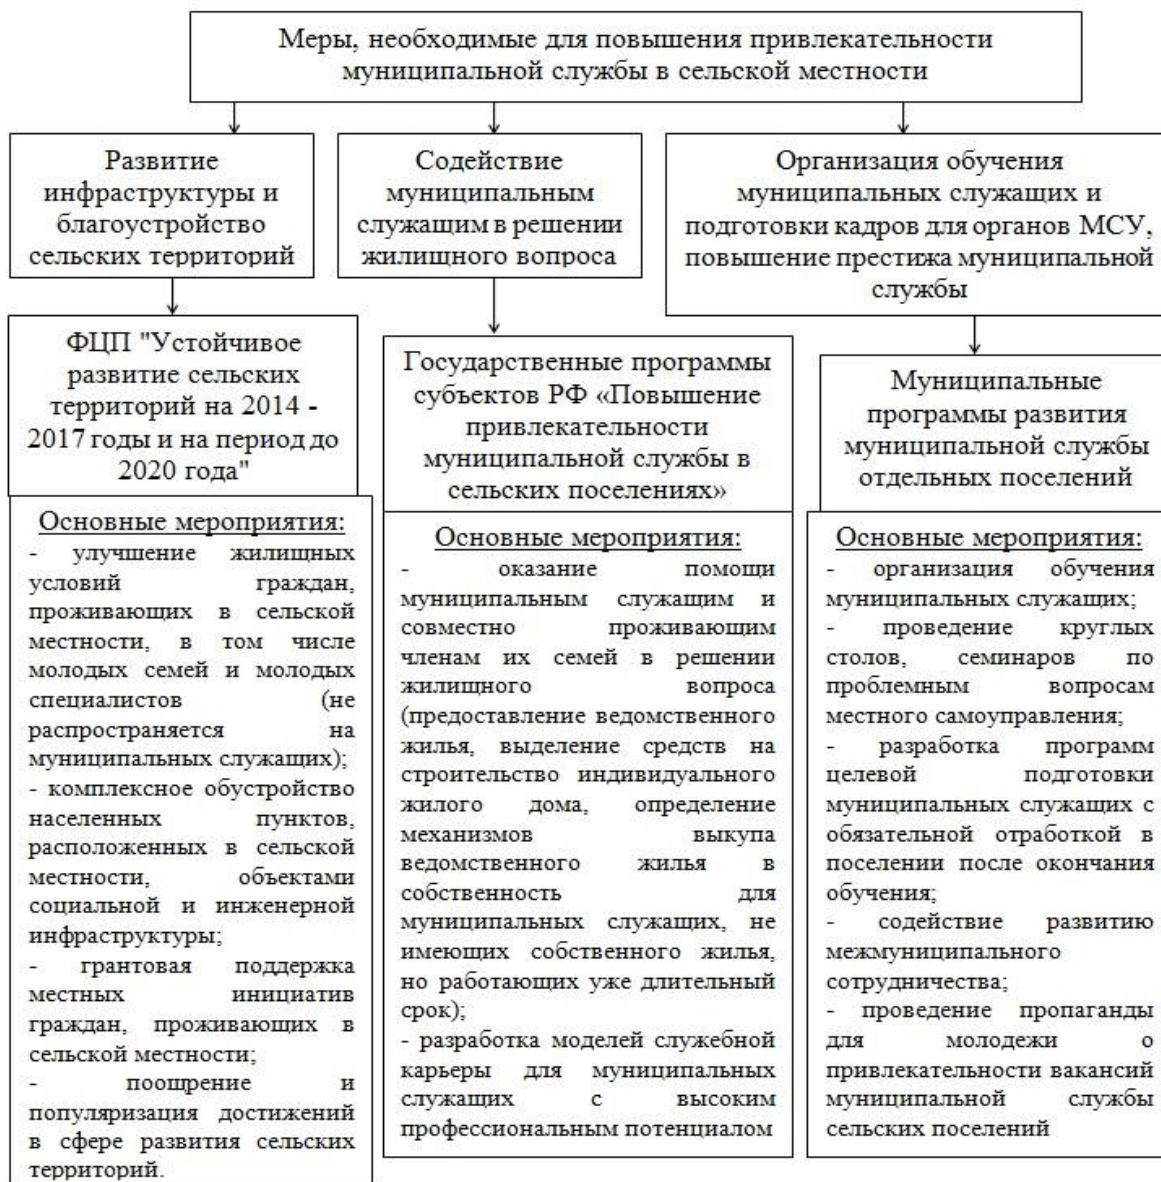 Меры, необходимые для повышения привлекательности
муниципальной службы в сельской местности
Развитие
инфраструктуры и
благоустройство
сельских территорий
Содействие
муниципальным
служащим в решении
жилищного вопроса
Организация обучения
муниципальных служащих и
подготовки кадров для органов МСУ,
повышение престижа муниципальной
службы
ФЦП "Устойчивое
развитие сельских
территорий на 2014 -
2017 годы и на период до
2020 года"
Государственные программы
субъектов РФ «Повышение
привлекательности
муниципальной службы в
сельских поселениях»
Муниципальные
программы развития
муниципальной службы
отдельных поселений
Основные мероприятия:
- улучшение жилищных
условий граждан,
проживающих в сельской
местности, в том числе
молодых семей и молодых
специалистов (не
распространяется на
муниципальных служащих);
- комплексное обустройство
населенных пунктов,
расположенных в сельской
местности, объектами
социальной и инженерной
инфраструктуры;
- грантовая поддержка
местных инициатив
граждан, проживающих в
сельской местности;
- поощрение и
популяризация достижений
в сфере развития сельских
территорий.
Основные мероприятия:
- оказание помощи
муниципальным служащим и
совместно проживающим
членам их семей в решении
жилищного вопроса
(предоставление ведомственного
жилья, выделение средств на
строительство индивидуального
жилого дома, определение
механизмов выкупа
ведомственного жилья в
собственность для
муниципальных служащих, не
имеющих собственного жилья,
но работающих уже длительный
срок);
- разработка моделей служебной
карьеры для муниципальных
служащих с высоким
профессиональным потенциалом
Основные мероприятия:
- организация обучения
муниципальных служащих;
- проведение круглых
столов, семинаров по
проблемным вопросам
местного самоуправления;
- разработка программ
целевой подготовки
муниципальных служащих с
обязательной отработкой в
поселении после окончания
обучения;
- содействие развитию
межмуниципального
сотрудничества;
- проведение пропаганды
для молодежи о
привлекательности вакансий
муниципальной службы
сельских поселений